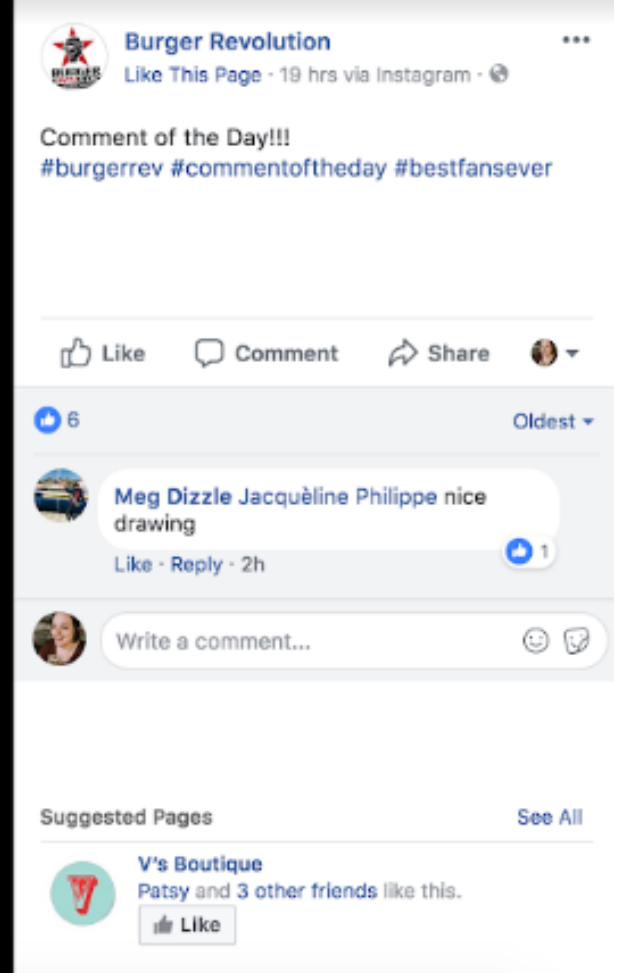 Burger Revolution
Like This Page · 19 hrs via Instagram ·
Comment of the Day!!!
#burgerrev #commentoftheday #bestfansever
Like Comment Share
6 Oldest
Meg Dizzle Jacquèline Philippe nice
drawing
1
Like · Reply · 2h
Write a comment...
Suggested Pages See All
V's Boutique
V
Patsy and 3 other friends like this.
Like